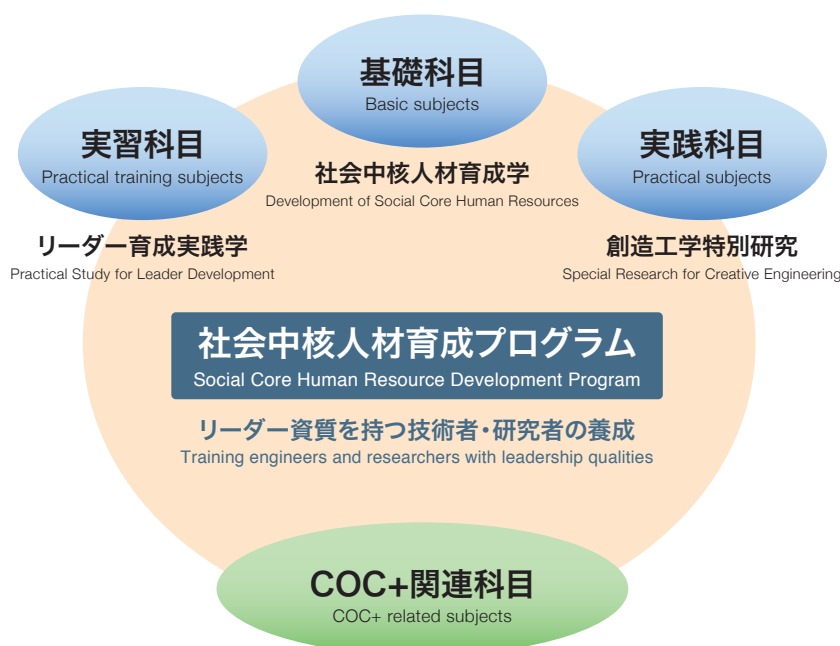 基礎科目
Basic subjects
実習科目
Practical training subjects
実践科目
Practical subjects
社会中核人材育成学
Development of Social Core Human Resources
リーダー育成実践学
Practical Study for Leader Development
創造工学特別研究
Special Research for Creative Engineering
社会中核人材育成プログラム
Social Core Human Resource Development Program
リーダー資質を持つ技術者・研究者の養成
Training engineers and researchers with leadership qualities
COC+関連科目
COC+ related subjects